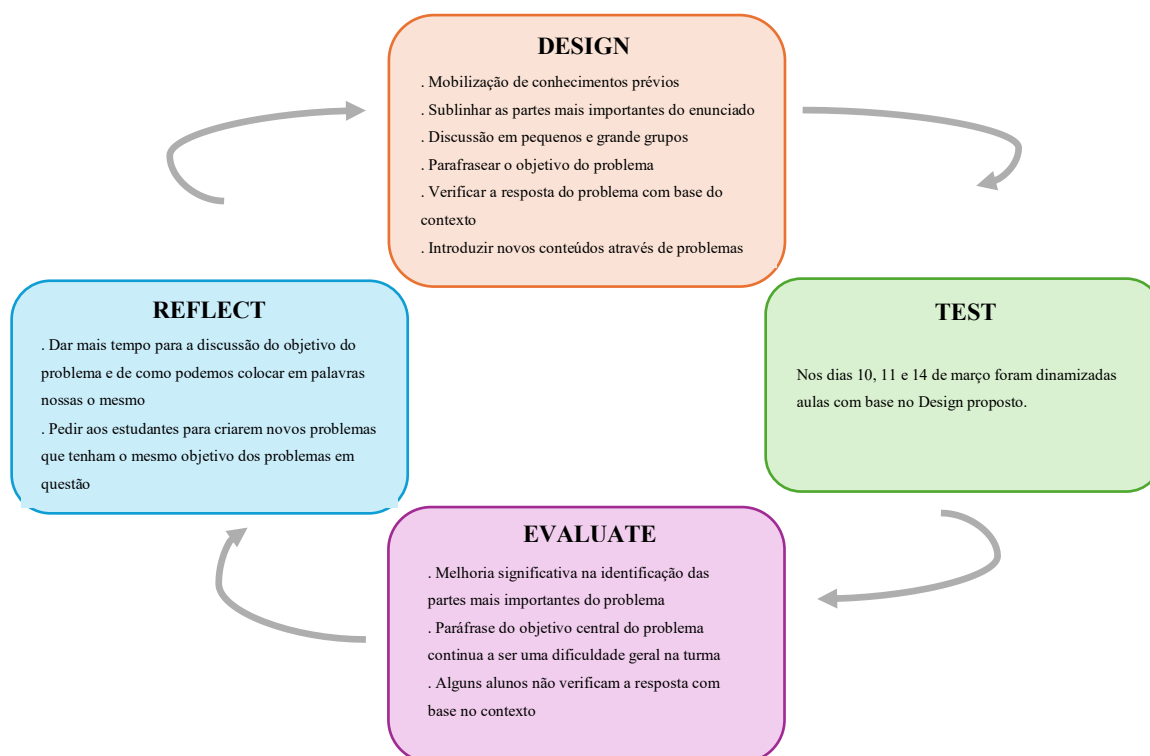 DESIGN
. Mobilização de conhecimentos prévios
. Sublinhar as partes mais importantes do enunciado
. Discussão em pequenos e grande grupos
. Parafrasear o objetivo do problema
. Verificar a resposta do problema com base do
contexto
. Introduzir novos conteúdos através de problemas
TEST
Nos dias 10, 11 e 14 de março foram dinamizadas
aulas com base no Design proposto.
EVALUATE
. Melhoria significativa na identificação das
partes mais importantes do problema
. Paráfrase do objetivo central do problema
continua a ser uma dificuldade geral na turma
. Alguns alunos não verificam a resposta com
base no contexto
REFLECT
. Dar mais tempo para a discussão do objetivo do
problema e de como podemos colocar em palavras
nossas o mesmo
. Pedir aos estudantes para criarem novos problemas
que tenham o mesmo objetivo dos problemas em
questão